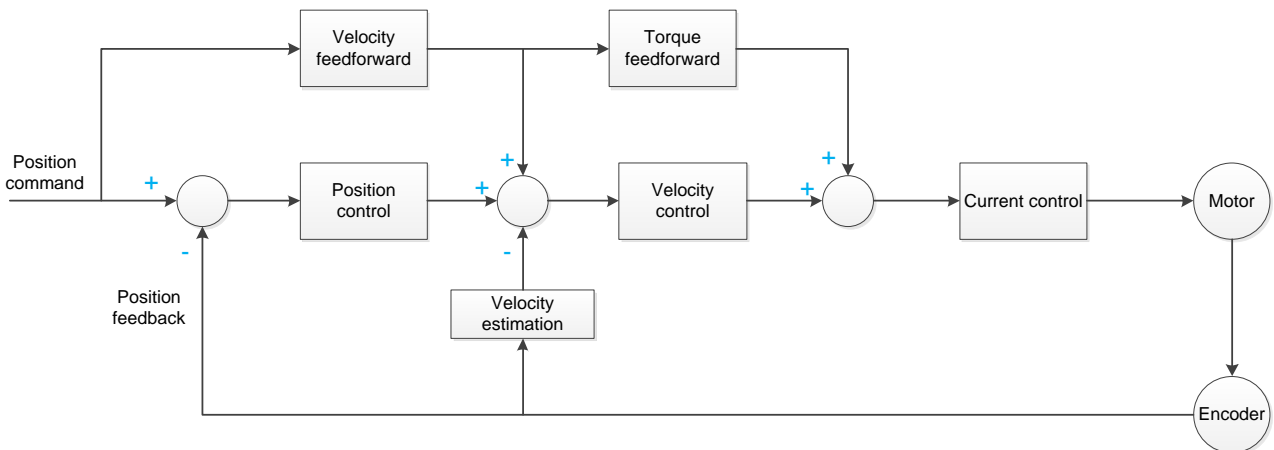 Velocity
feedforward
Torque
feedforward
Position
command
+
Position
control
+
+
Velocity
control
+
+
Current control
Motor
-
-
Position
feedback
Velocity
estimation
Encoder